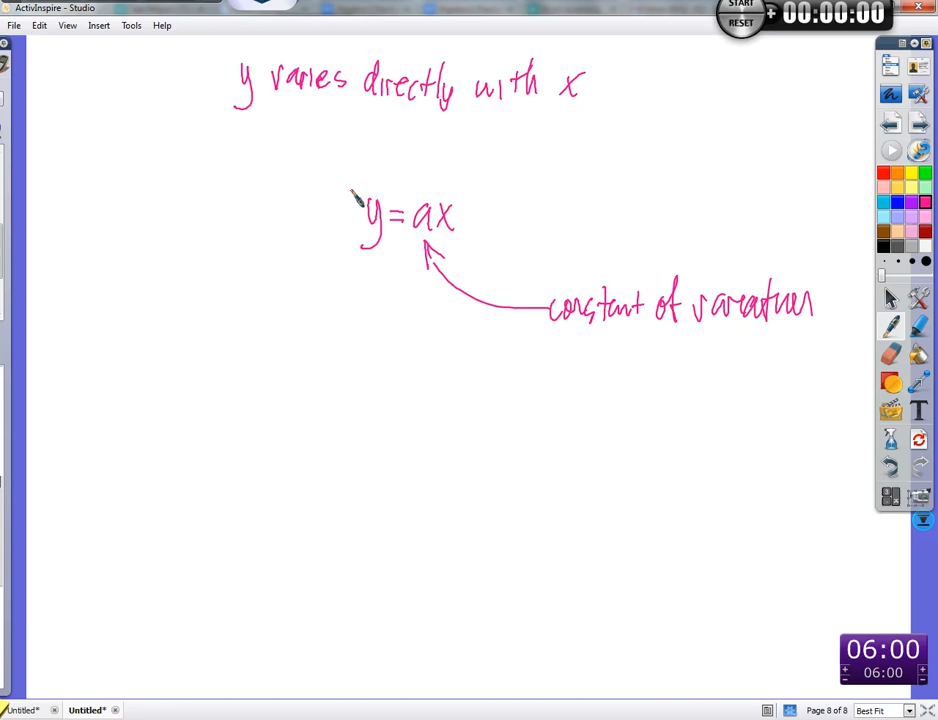 ActivInspire - Studio
START
RESET
00:00:00
File Edit View Insert Tools Help
y varies directly with x
y = ax
constant of variation
06:00
06:00
Untitled* Untitled* Page 8 of 8 Best Fit